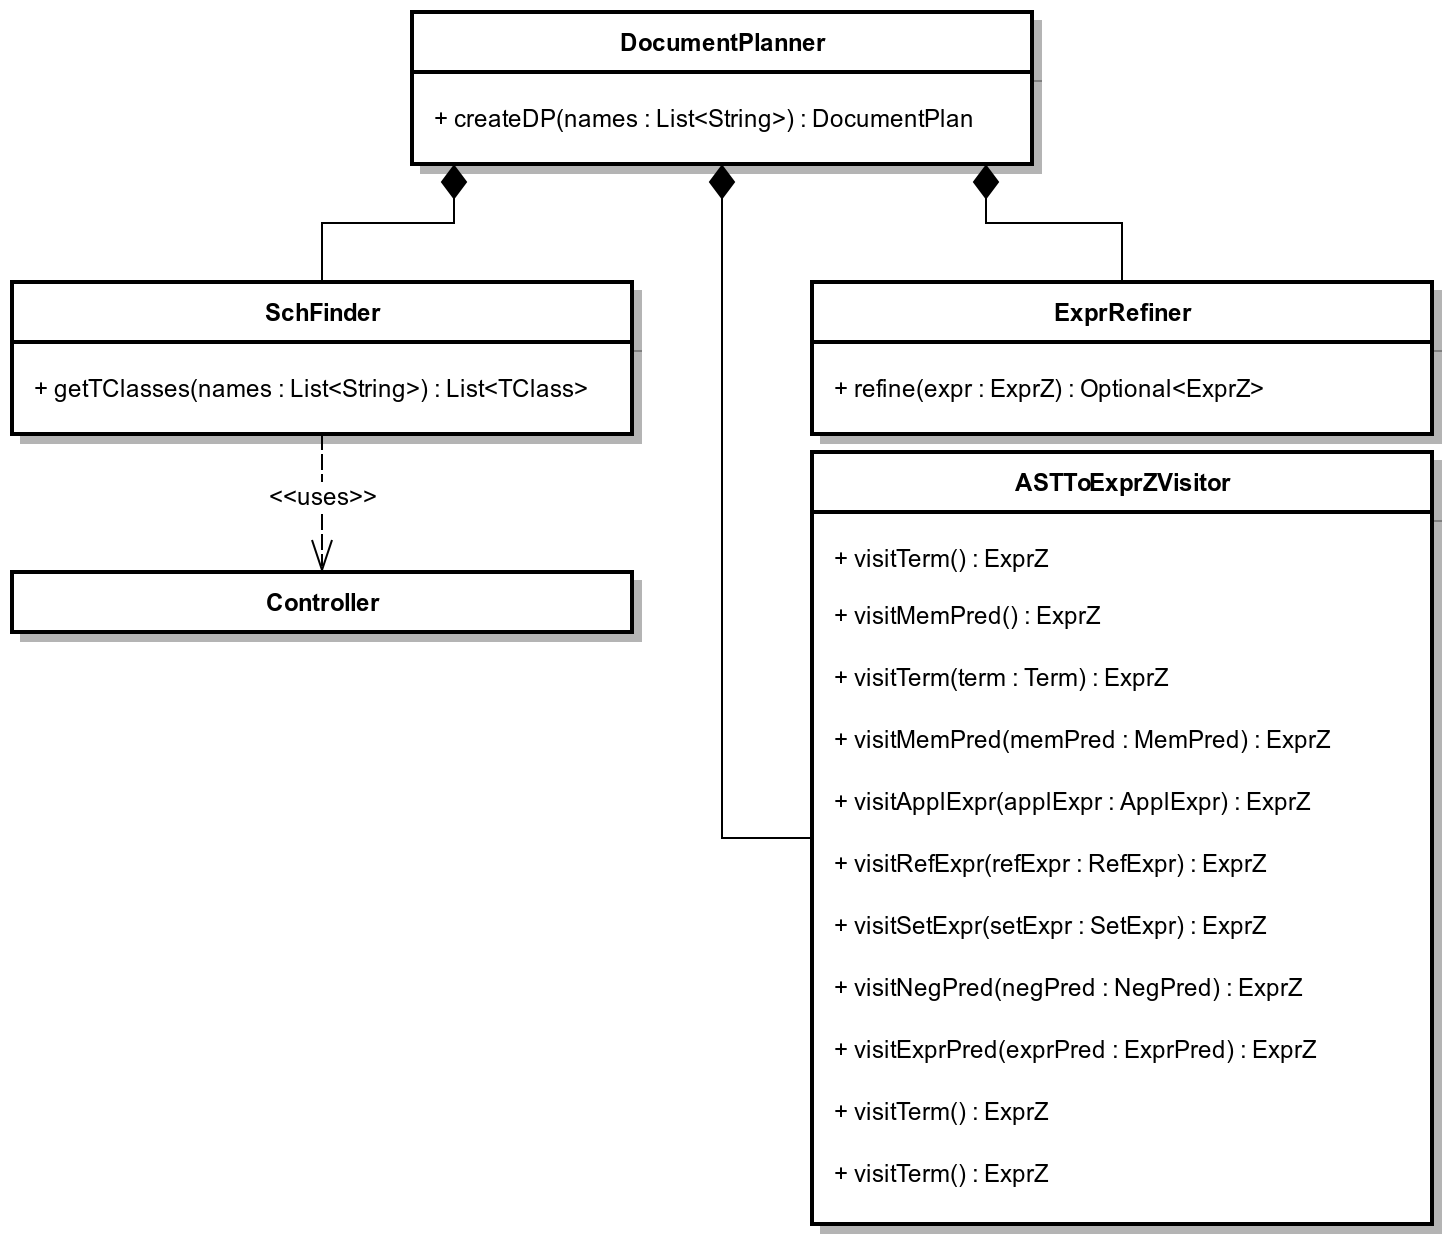 DocumentPlanner
+ createDP(names : List<String>) : DocumentPlan
SchFinder
+ getTClasses(names : List<String>) : List<TClass>
<<uses>>
Controller
ExprRefiner
+ refine(expr : ExprZ) : Optional<ExprZ>
ASTToExprZVisitor
+ visitTerm() : ExprZ
+ visitMemPred() : ExprZ
+ visitTerm(term : Term) : ExprZ
+ visitMemPred(memPred : MemPred) : ExprZ
+ visitApplExpr(applExpr : ApplExpr) : ExprZ
+ visitRefExpr(refExpr : RefExpr) : ExprZ
+ visitSetExpr(setExpr : SetExpr) : ExprZ
+ visitNegPred(negPred : NegPred) : ExprZ
+ visitExprPred(exprPred : ExprPred) : ExprZ
+ visitTerm() : ExprZ
+ visitTerm() : ExprZ